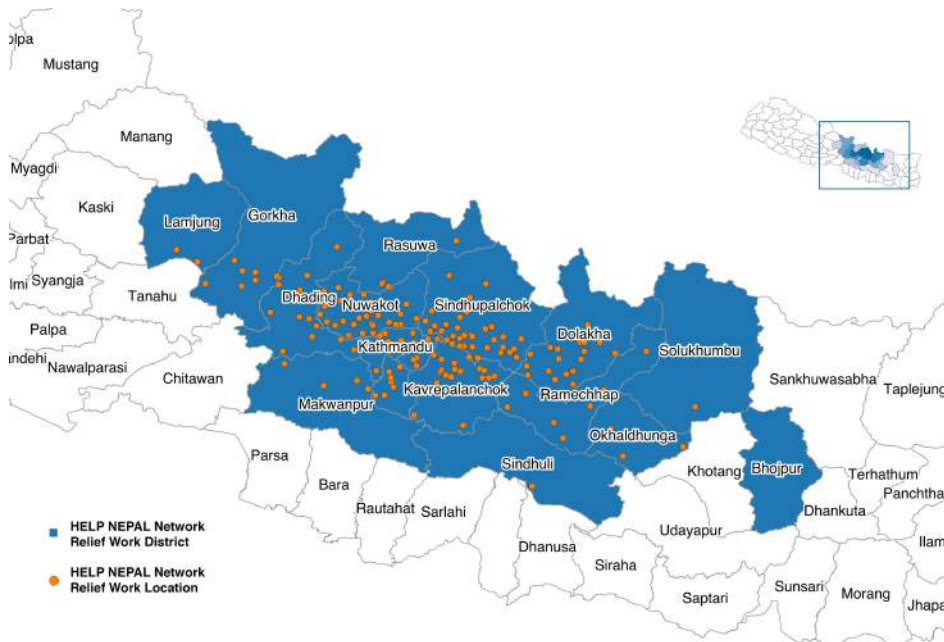 olpa
Mustang
Manang
Myagdi
Kaski
Lamjung
Gorkha
Rasuwa
Parbat
Syangja
lmi
Tanahu
Dhading
Nuwakot
Sindhupalchok
Dolakha
Palpa
Kathmandu
Solukhumbu
andehi
Nawalparasi
Chitawan
Sankhuwasabha
Taplejung
Makwanpur
Kavrepalanchok
Ramechhap
Okhaldhunga
Parsa
Sindhuli
Khotang
Bhojpur
Terhathum
Bara
Panchtha
Rautahat
Sarlahi
Dhankuta
Udayapur
Dhanusa
Ilam
Siraha
Saptari
Sunsari
Morang
Jhapa
HELP NEPAL Network
Relief Work District
HELP NEPAL Network
Relief Work Location